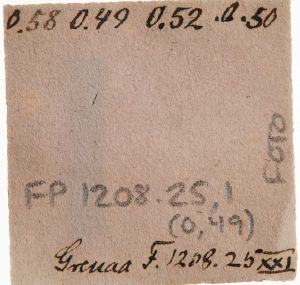 0.58 0.49 0.52 .0.50
FOTO
FP 1208.25,1
(0,49)
Grenaa F. 1208.25 XXI